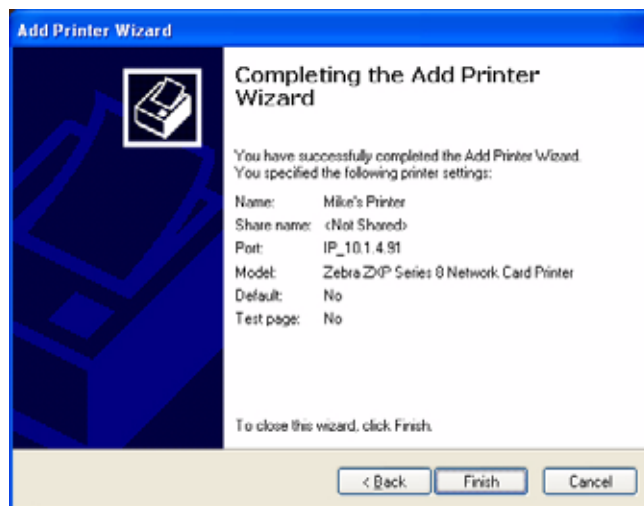 Add Printer Wizard
Completing the Add Printer
Wizard
You have successfully completed the Add Printer Wizard.
You specified the following printer settings:
Name: Mike's Printer
Share name: <Not Shared>
Port: IP_10.1.4.91
Model: Zebra ZXP Series 8 Network Card Printer
Default: No
Test page: No
To close this wizard, click Finish.
< Back Finish Cancel